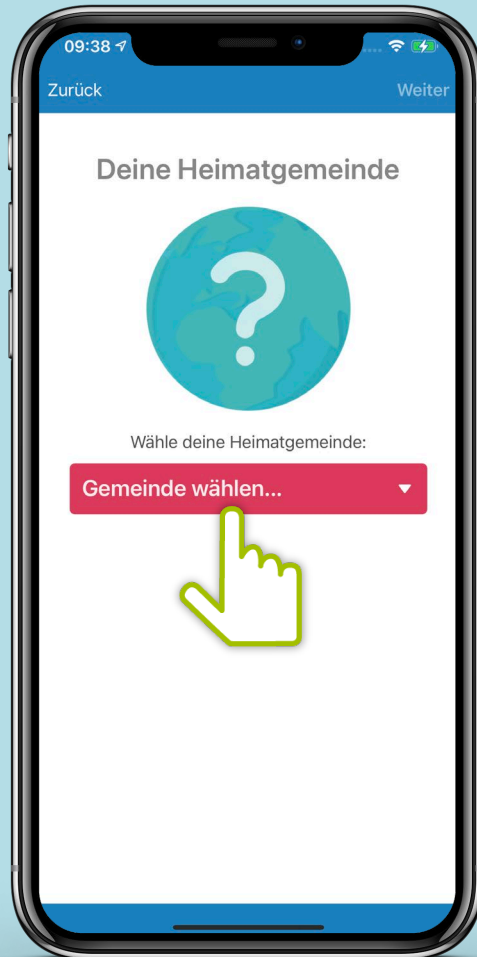 09:38
Zurück Weiter
Deine Heimatgemeinde
?
Wähle deine Heimatgemeinde:
Gemeinde wählen...